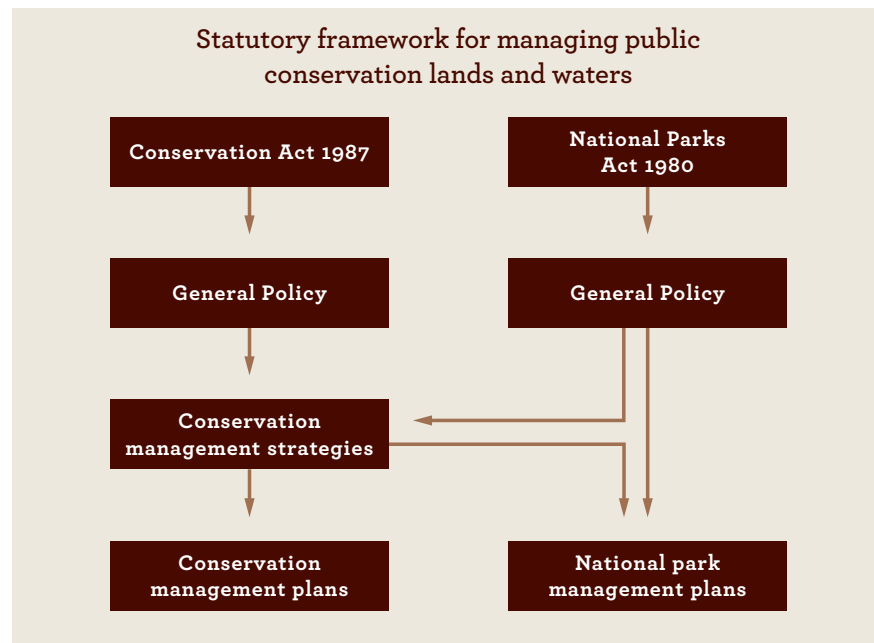 Statutory framework for managing public
conservation lands and waters
Conservation Act 1987
National Parks
Act 1980
General Policy
General Policy
Conservation
management strategies
Conservation
management plans
National park
management plans